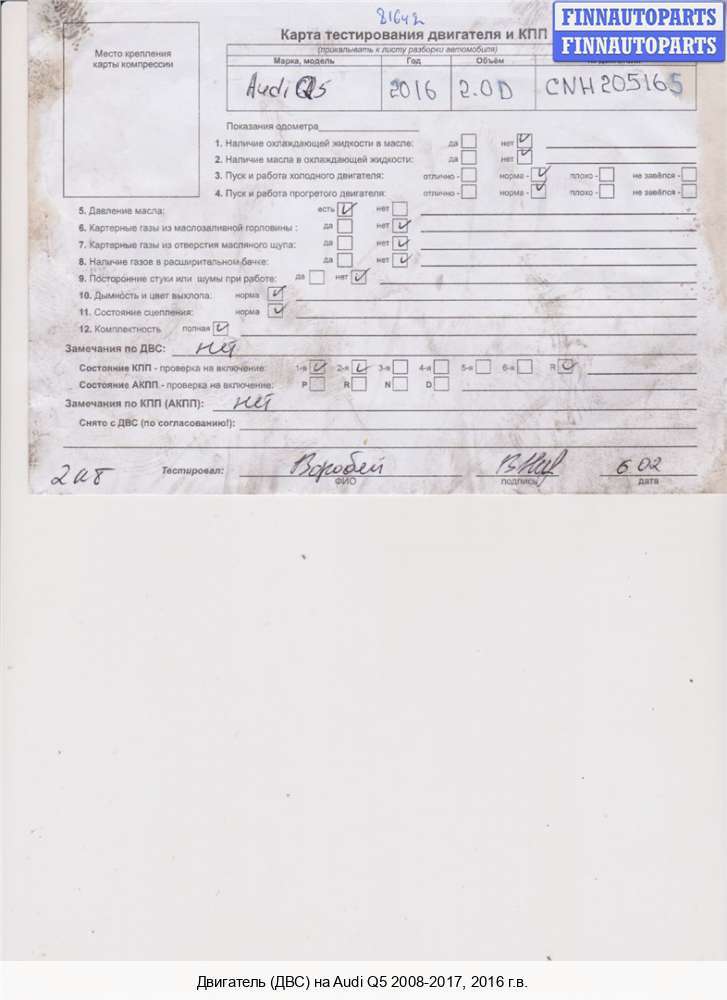 81642
FINNAUTOPARTS
FINNAUTOPARTS
Карта тестирования двигателя и КПП
(прикалывать к листу разборки автомобиля)
Место крепления
карты компрессии
Марка, модель Год Объём
Audi Q5 2016 2.0D CNH205165
Показания одометра
1. Наличие охлаждающей жидкости в масле: да нет
2. Наличие масла в охлаждающей жидкости: да нет
3. Пуск и работа холодного двигателя: отлично - норма - плохо - не завёлся -
4. Пуск и работа прогретого двигателя: отлично - норма - плохо - не завёлся -
5. Давление масла: есть нет
6. Картерные газы из маслозаливной горловины : да нет
7. Картерные газы из отверстия масляного щупа: да нет
8. Наличие газов в расширительном бачке: да нет
9. Посторонние стуки или шумы при работе: да нет
10. Дымность и цвет выхлопа: норма
11. Состояние сцепления: норма
12. Комплектность полная
Замечания по ДВС: нет
Состояние КПП - проверка на включение: 1-я 2-я 3-я 4-я 5-я 6-я R
Состояние АКПП - проверка на включение: P R N D
Замечания по КПП (АКПП): нет
Снято с ДВС (по согласованию!):
Тестировал: Воробей 6 02
ФИО подпись дата
Двигатель (ДВС) на Audi Q5 2008-2017, 2016 г.в.